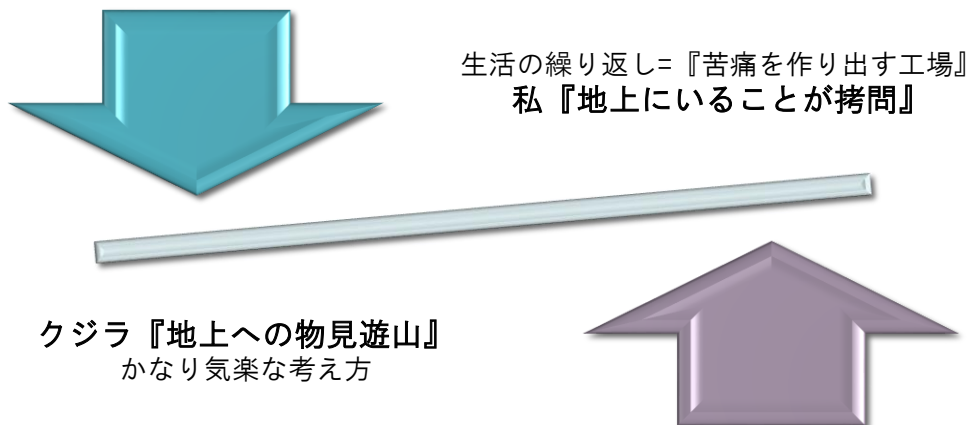 生活の繰り返し=『苦痛を作り出す工場』
私『地上にいることが拷問』
クジラ『地上への物見遊山』
かなり気楽な考え方